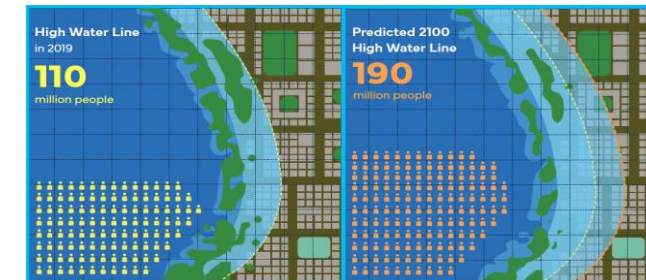 High Water Line
in 2019
110
million people
Predicted 2100
High Water Line
190
million people